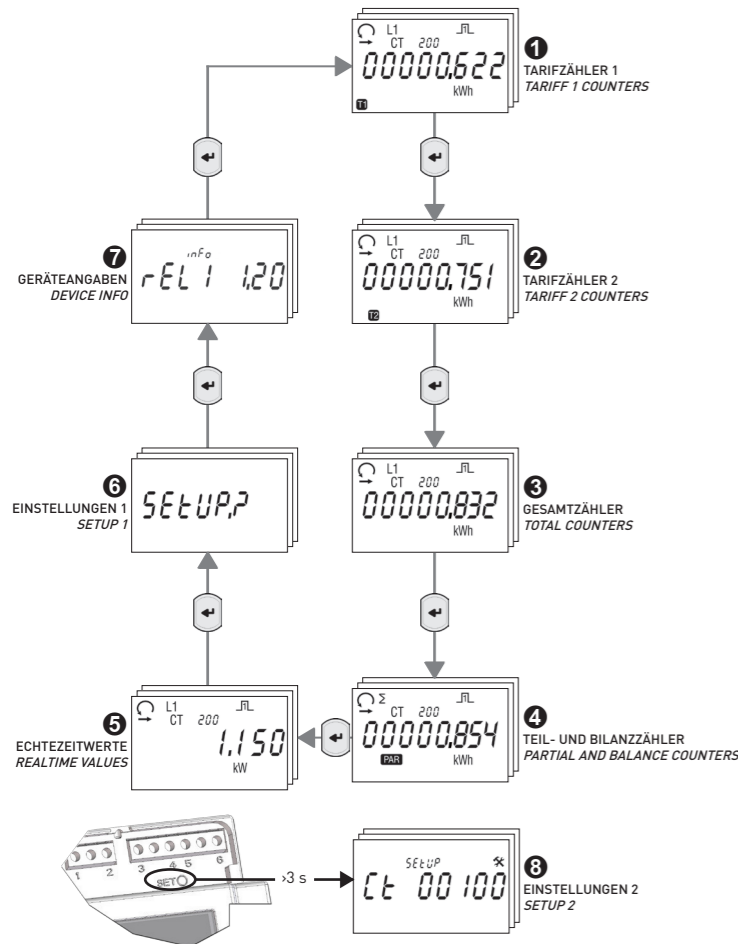 L1
CT 200
00000,622
kWh
T1
1
TARIFZÄHLER 1
TARIFF 1 COUNTERS
L1
CT 200
00000,751
kWh
T2
2
TARIFZÄHLER 2
TARIFF 2 COUNTERS
L1
CT 200
00000,832
kWh
3
GESAMTZÄHLER
TOTAL COUNTERS
Σ
CT 200
00000,854
PAR kWh
4
TEIL- UND BILANZZÄHLER
PARTIAL AND BALANCE COUNTERS
L1
CT 200
1,150
kW
5
ECHTEZEITWERTE
REALTIME VALUES
SEtUP,?
6
EINSTELLUNGEN 1
SETUP 1
inFo
rEL1 1,20
7
GERÄTEANGABEN
DEVICE INFO
1 2 3 4 5 6
SET
>3 s
SEtUP
Ct 00100
8
EINSTELLUNGEN 2
SETUP 2